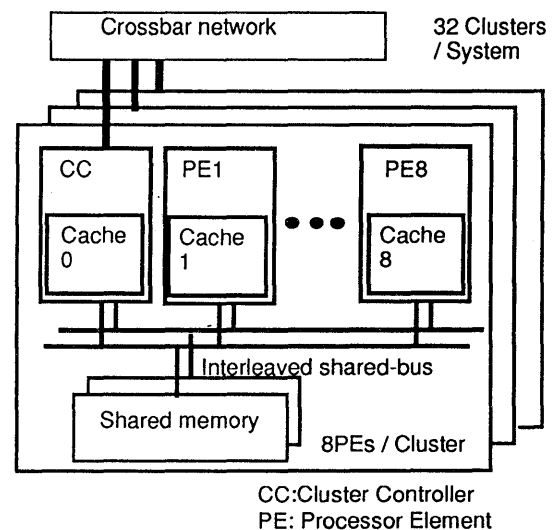 Crossbar network
32 Clusters
/ System
CC
PE1
PE8
Cache
0
Cache
1
Cache
8
Interleaved shared-bus
Shared memory
8PEs / Cluster
CC:Cluster Controller
PE: Processor Element